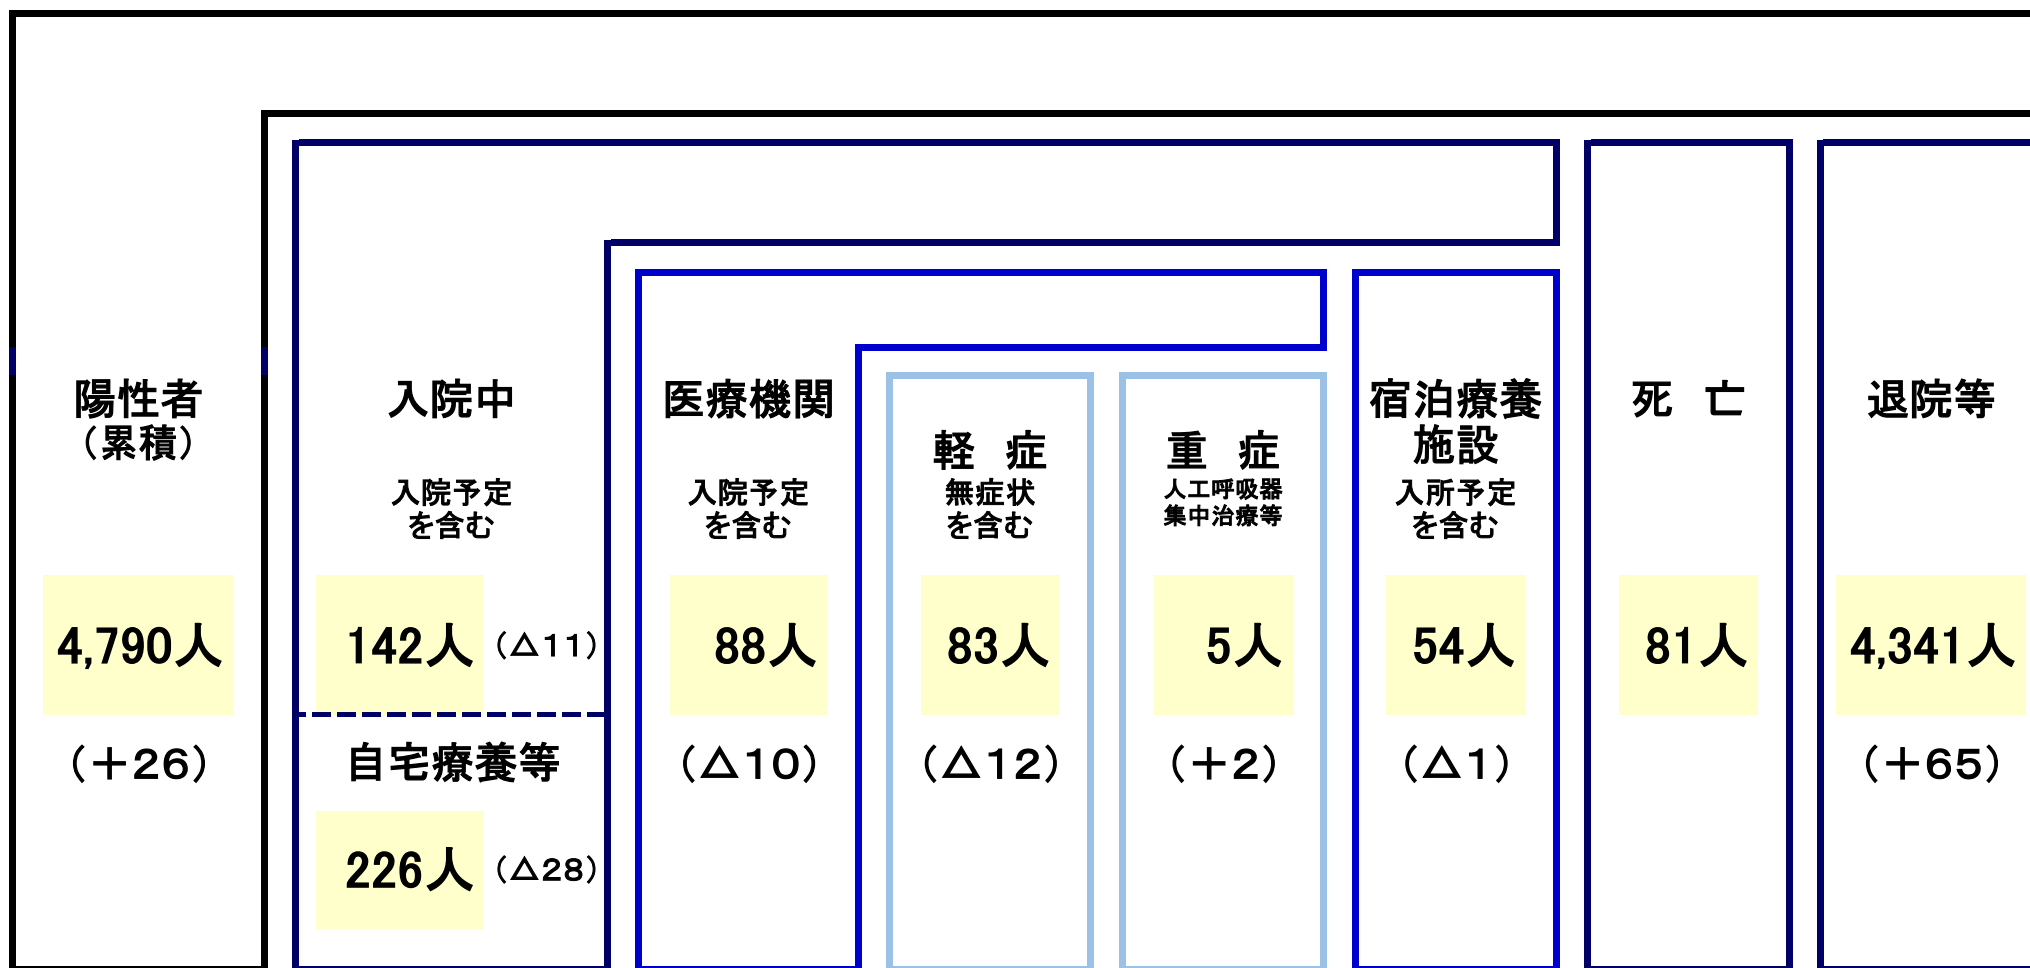 陽性者
（累積）
4,790人
（＋26）
入院中
入院予定
を含む
142人 （△11）
自宅療養等
226人 （△28）
医療機関
入院予定
を含む
88人
（△10）
軽　症
無症状
を含む
83人
（△12）
重　症
人工呼吸器
集中治療等
5人
（＋2）
宿泊療養
施設
入所予定
を含む
54人
（△1）
死　亡
81人
退院等
4,341人
（＋65）